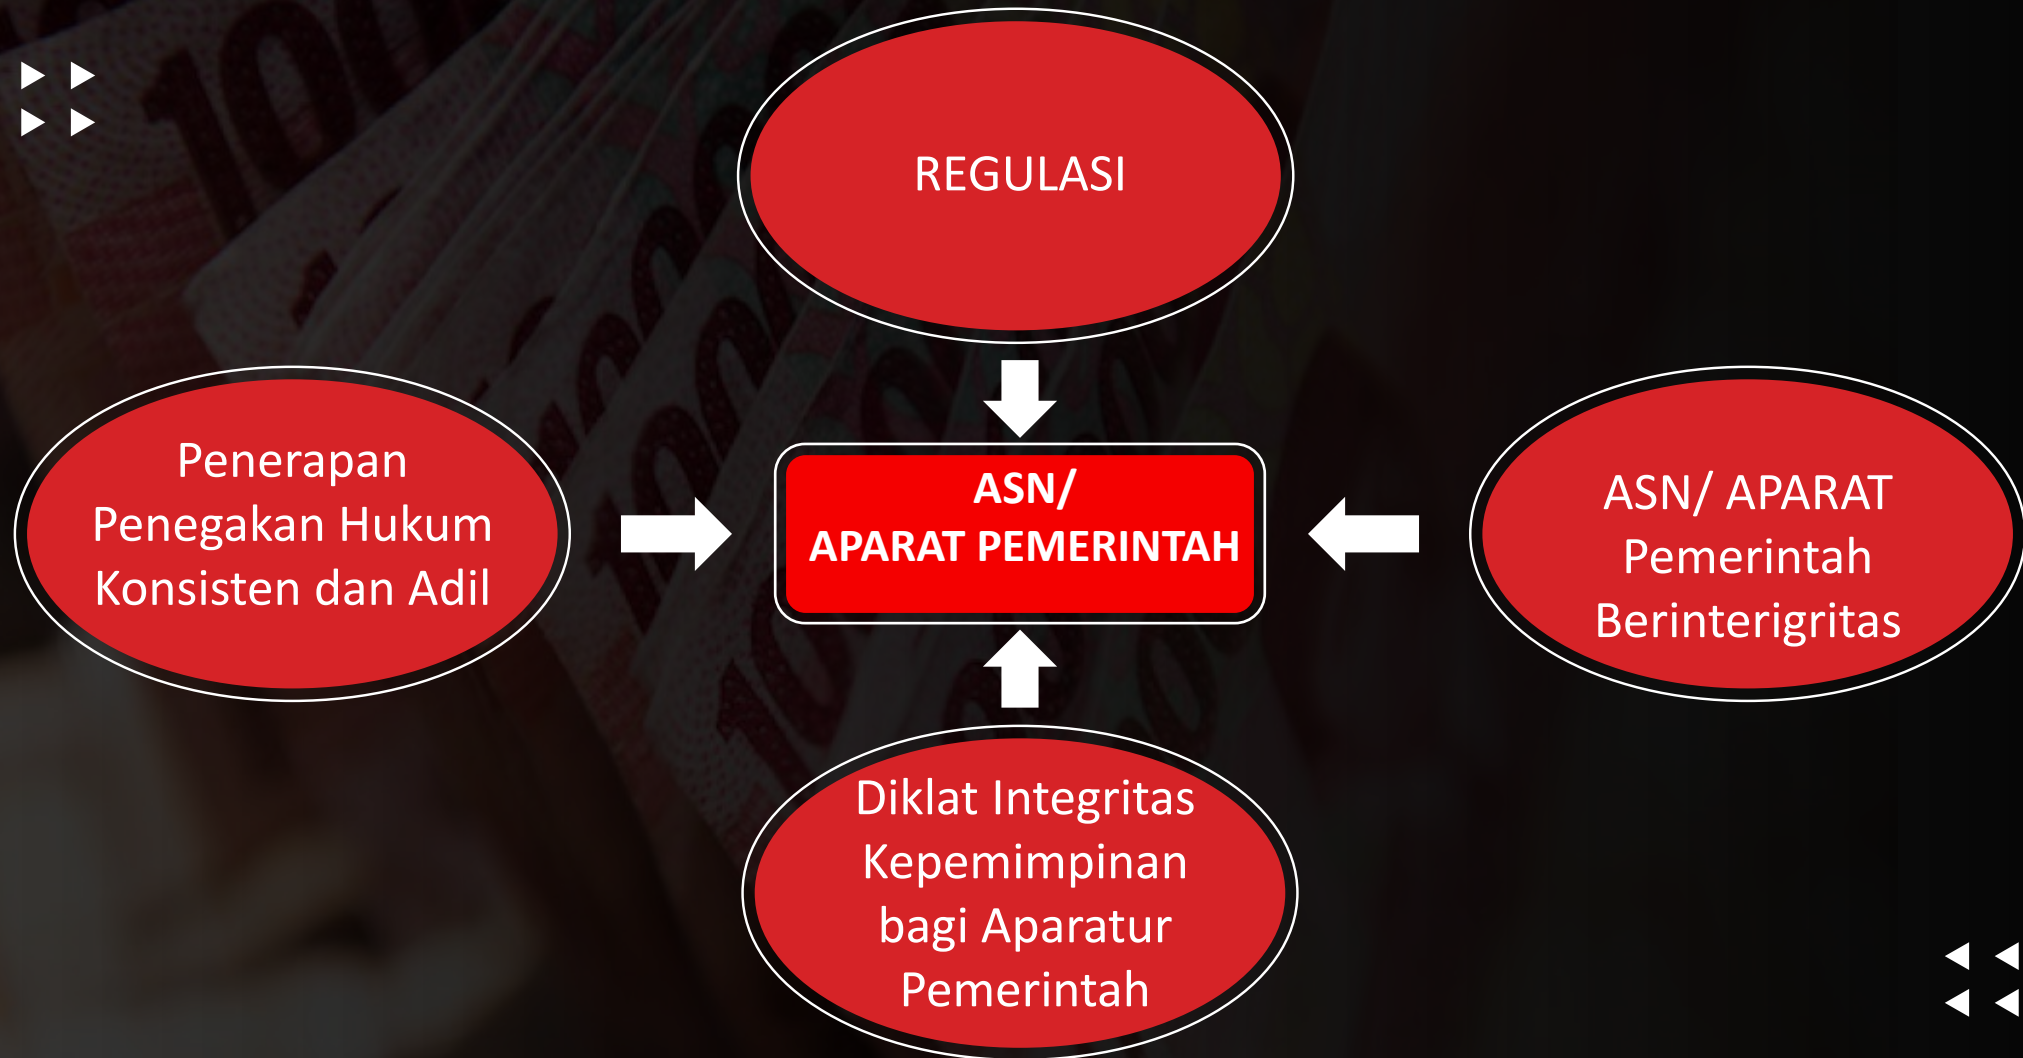 REGULASI
Penerapan
Penegakan Hukum
Konsisten dan Adil
ASN/
APARAT PEMERINTAH
ASN/ APARAT
Pemerintah
Berinterigritas
Diklat Integritas
Kepemimpinan
bagi Aparatur
Pemerintah